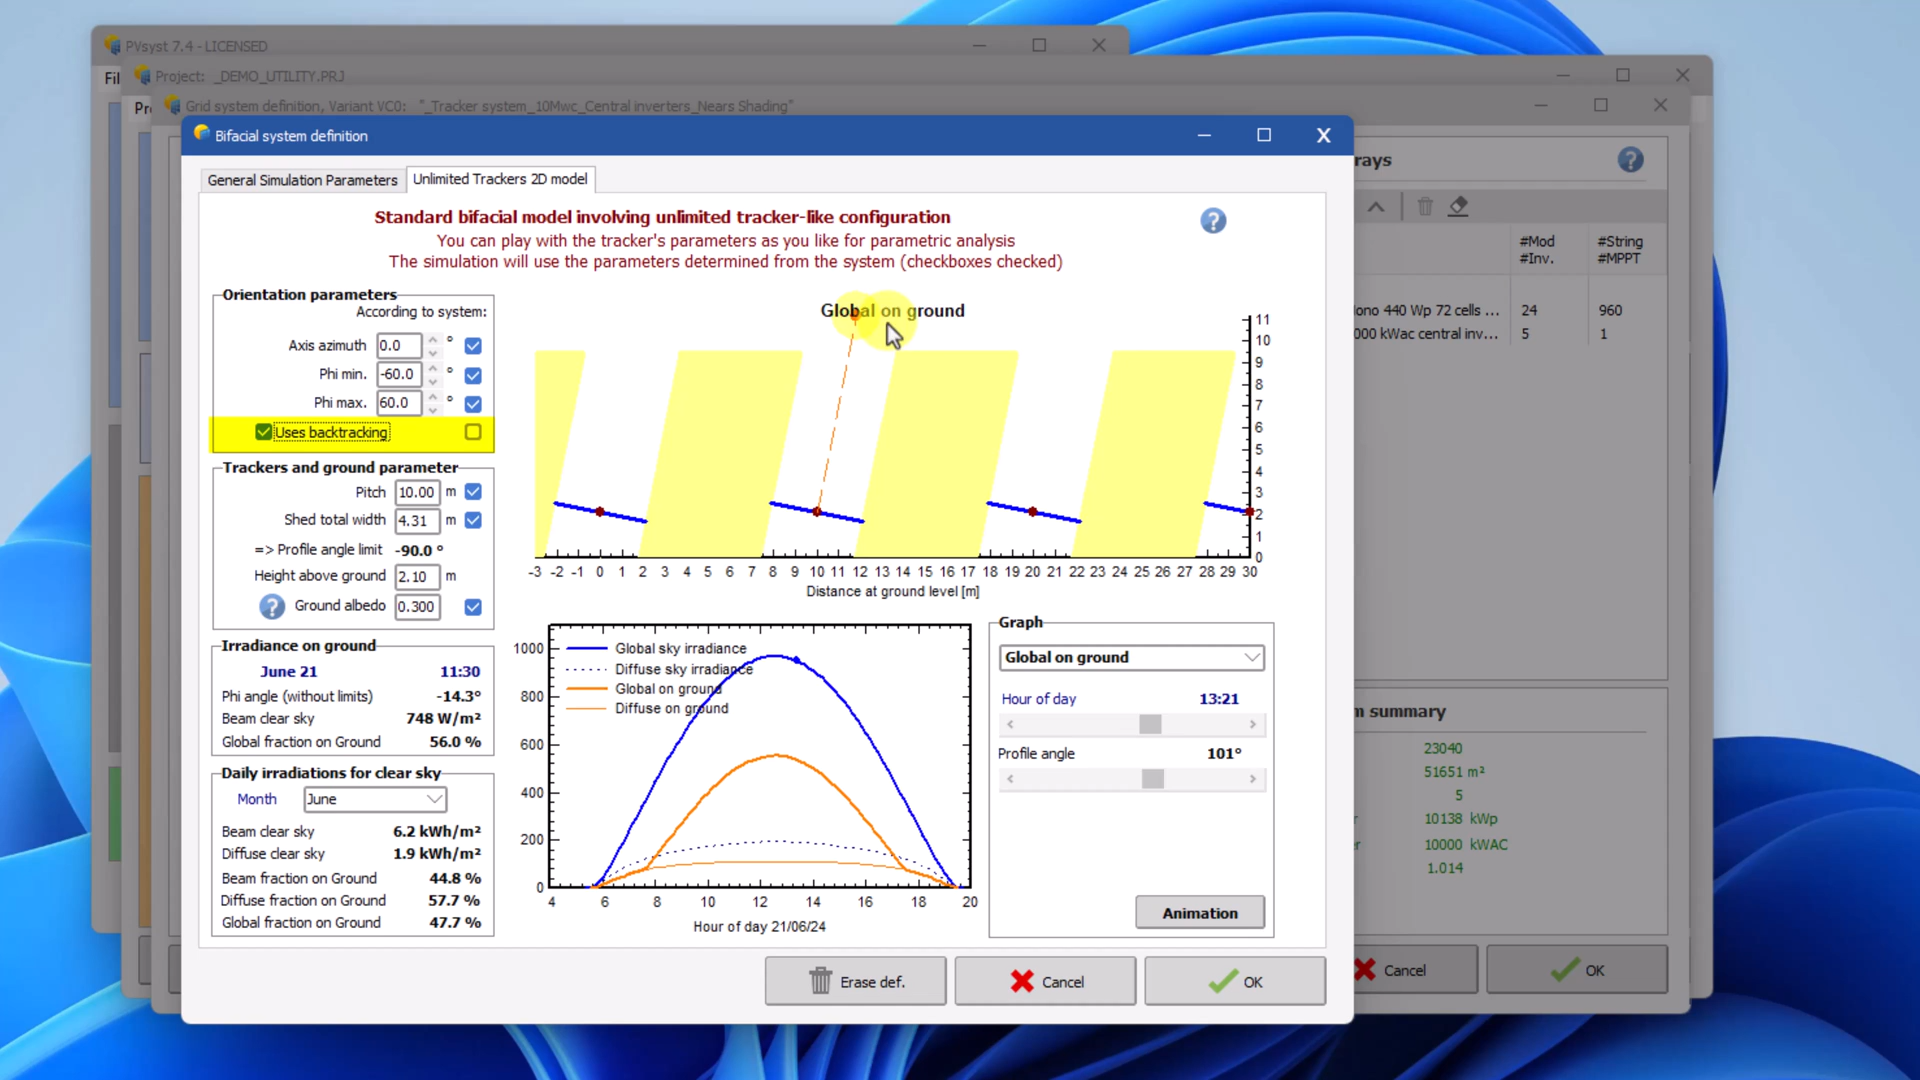 PVsyst 7.4 - LICENSED
Fil
Project: _DEMO_UTILITY.PRJ
Pr
Grid system definition, Variant VC0: "_Tracker system_10Mwc_Central inverters_Nears Shading"
Bifacial system definition
General Simulation Parameters
Unlimited Trackers 2D model
Standard bifacial model involving unlimited tracker-like configuration
You can play with the tracker's parameters as you like for parametric analysis
The simulation will use the parameters determined from the system (checkboxes checked)
Orientation parameters
According to system:
Axis azimuth 0.0 °
Phi min. -60.0 °
Phi max. 60.0 °
Uses backtracking
Trackers and ground parameter
Pitch 10.00 m
Shed total width 4.31 m
=> Profile angle limit -90.0 °
Height above ground 2.10 m
Ground albedo 0.300
Irradiance on ground
June 21 11:30
Phi angle (without limits) -14.3°
Beam clear sky 748 W/m²
Global fraction on Ground 56.0 %
Daily irradiations for clear sky
Month June
Beam clear sky 6.2 kWh/m²
Diffuse clear sky 1.9 kWh/m²
Beam fraction on Ground 44.8 %
Diffuse fraction on Ground 57.7 %
Global fraction on Ground 47.7 %
Global on ground
11
10
9
8
7
6
5
4
3
2
1
0
-3 -2 -1 0 1 2 3 4 5 6 7 8 9 10 11 12 13 14 15 16 17 18 19 20 21 22 23 24 25 26 27 28 29 30
Distance at ground level [m]
1000
800
600
400
200
0
Global sky irradiance
Diffuse sky irradiance
Global on ground
Diffuse on ground
4 6 8 10 12 14 16 18 20
Hour of day 21/06/24
Graph
Global on ground
Hour of day 13:21
Profile angle 101°
Animation
Erase def.
Cancel
OK
rays
#Mod #String
#Inv. #MPPT
ono 440 Wp 72 cells ... 24 960
000 kWac central inv... 5 1
m summary
23040
51651 m²
5
r 10138 kWp
r 10000 kWAC
1.014
Cancel
OK